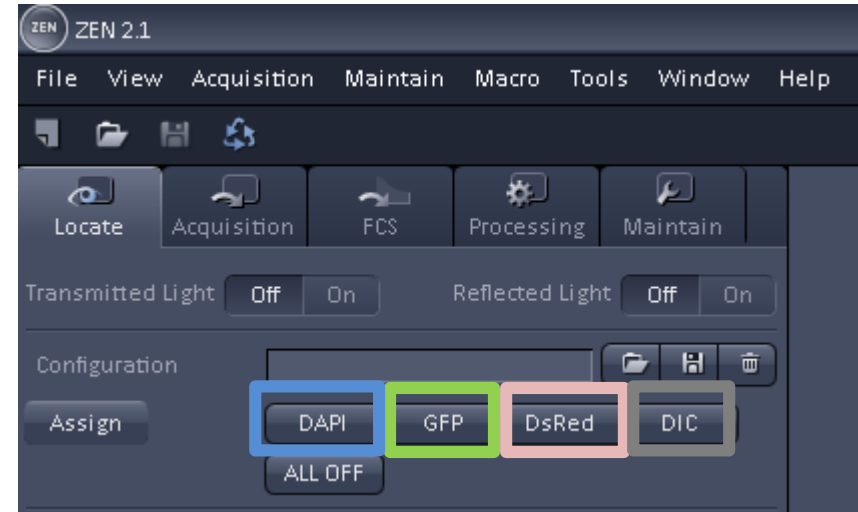 ZEN ZEN 2.1
File View Acquisition Maintain Macro Tools Window Help
Locate Acquisition FCS Processing Maintain
Transmitted Light Off On Reflected Light Off On
Configuration
Assign DAPI GFP DsRed DIC
ALL OFF